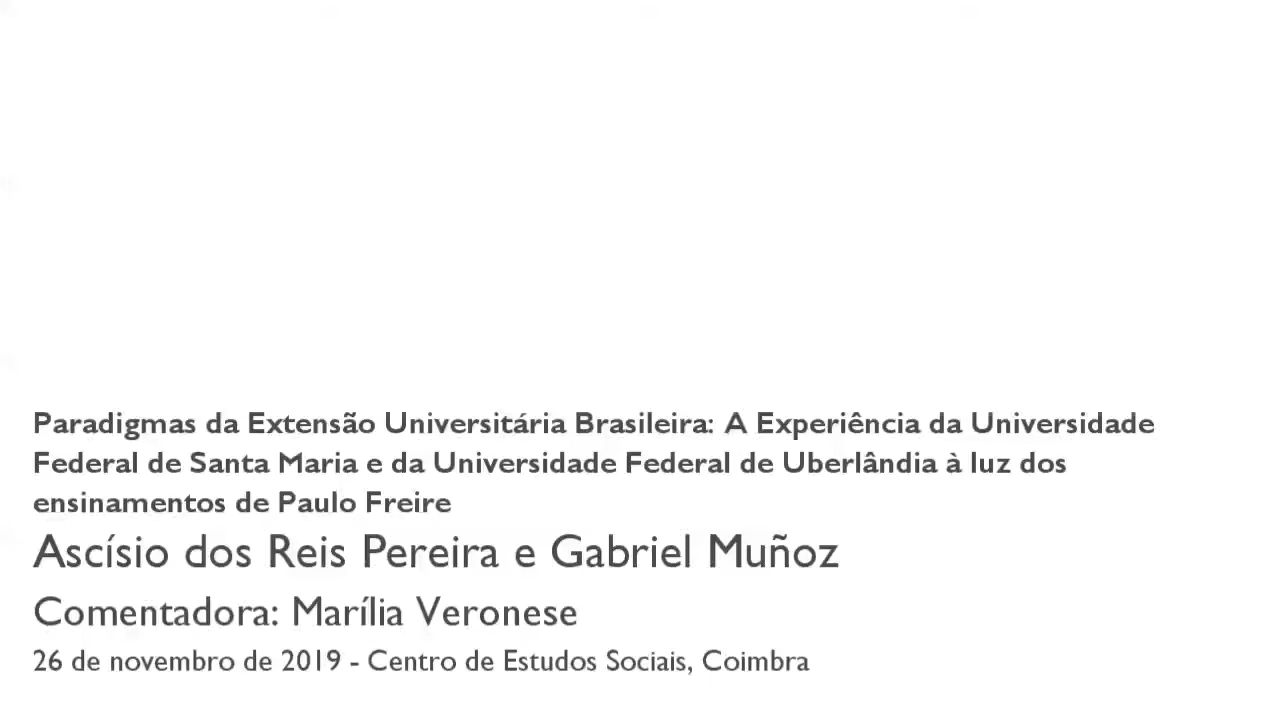 Paradigmas da Extensão Universitária Brasileira: A Experiência da Universidade
Federal de Santa Maria e da Universidade Federal de Uberlândia à luz dos
ensinamentos de Paulo Freire
Ascísio dos Reis Pereira e Gabriel Muñoz
Comentadora: Marília Veronese
26 de novembro de 2019 - Centro de Estudos Sociais, Coimbra